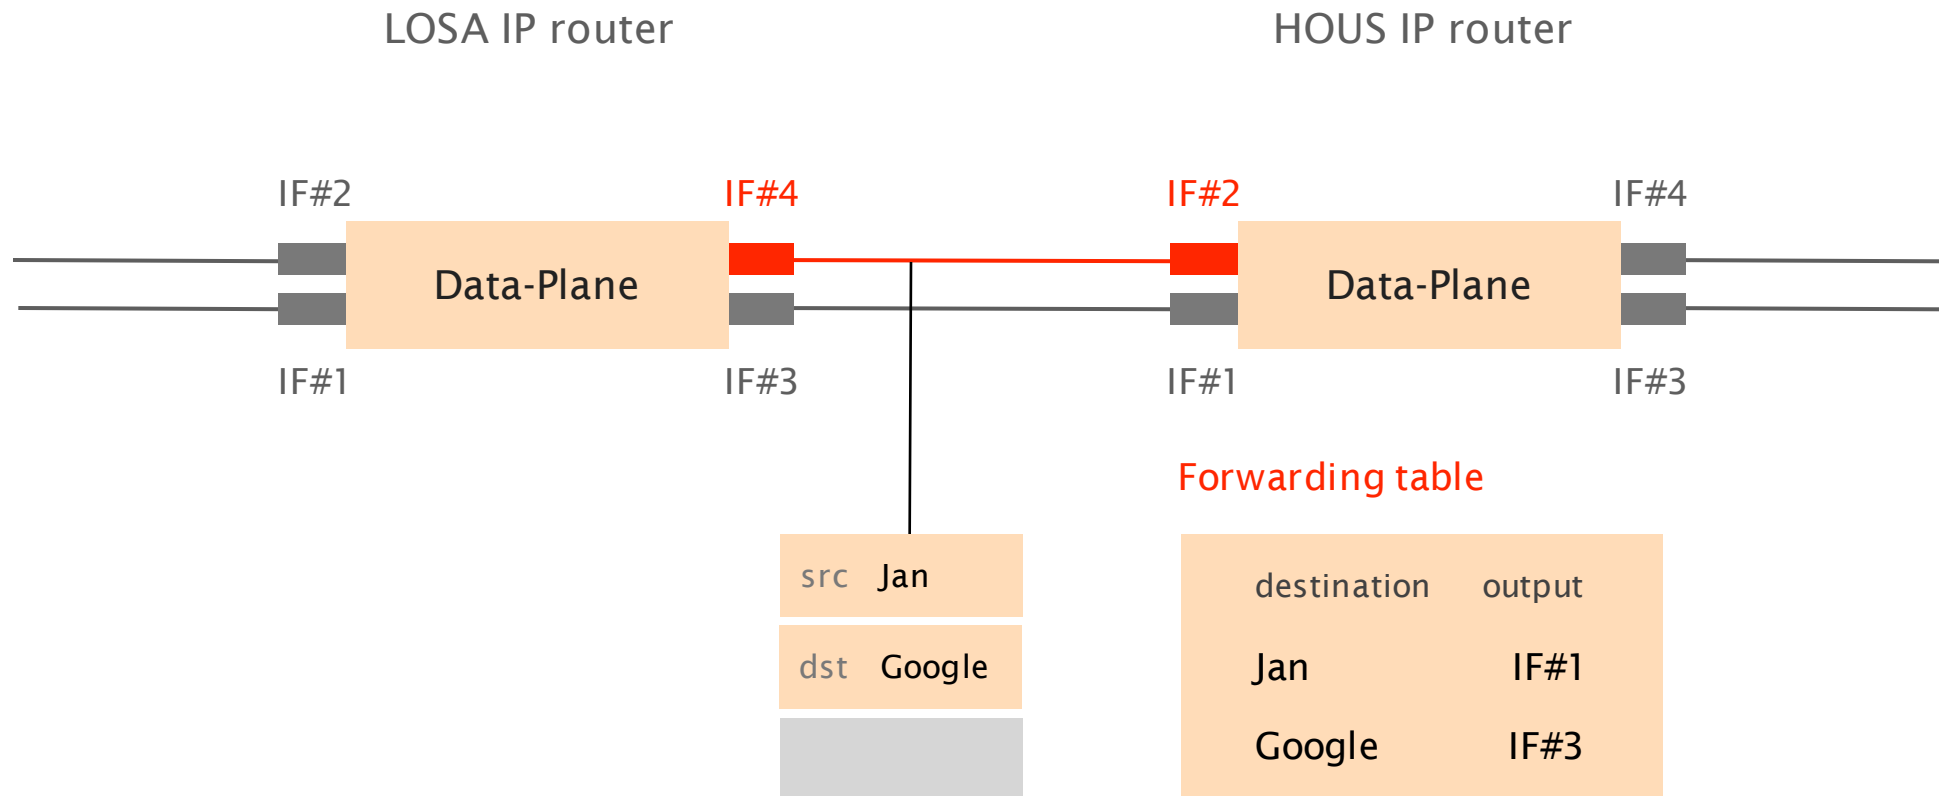 LOSA IP router
HOUS IP router
IF#2
IF#4
IF#2
IF#4
Data-Plane
Data-Plane
IF#1
IF#3
IF#1
IF#3
Forwarding table
src Jan
dst Google
destination output
Jan IF#1
Google IF#3